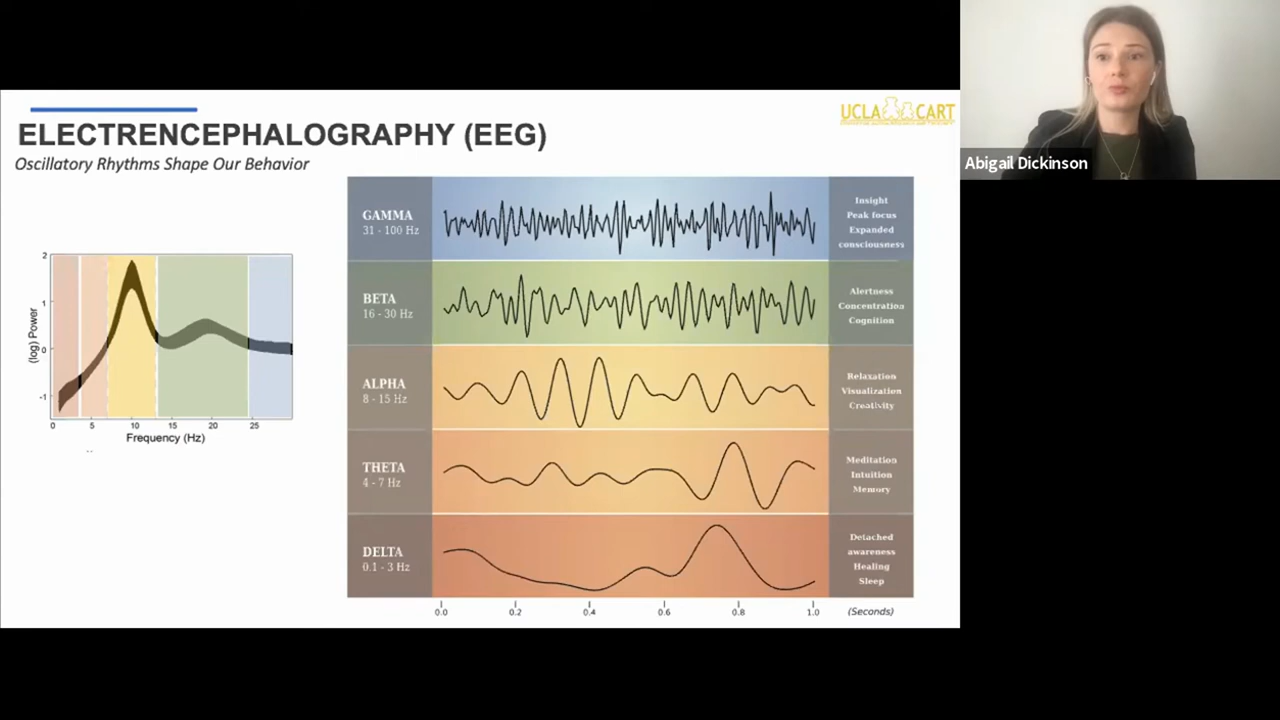 ELECTRENCEPHALOGRAPHY (EEG)
Oscillatory Rhythms Shape Our Behavior
UCLA CART
Abigail Dickinson
2
1
0
-1
(log) Power
0 5 10 15 20 25
Frequency (Hz)
GAMMA
31 - 100 Hz
Insight
Peak focus
Expanded
consciousness
BETA
16 - 30 Hz
Alertness
Concentration
Cognition
ALPHA
8 - 15 Hz
Relaxation
Visualization
Creativity
THETA
4 - 7 Hz
Meditation
Intuition
Memory
DELTA
0.1 - 3 Hz
Detached
awareness
Healing
Sleep
0.0 0.2 0.4 0.6 0.8 1.0 (Seconds)